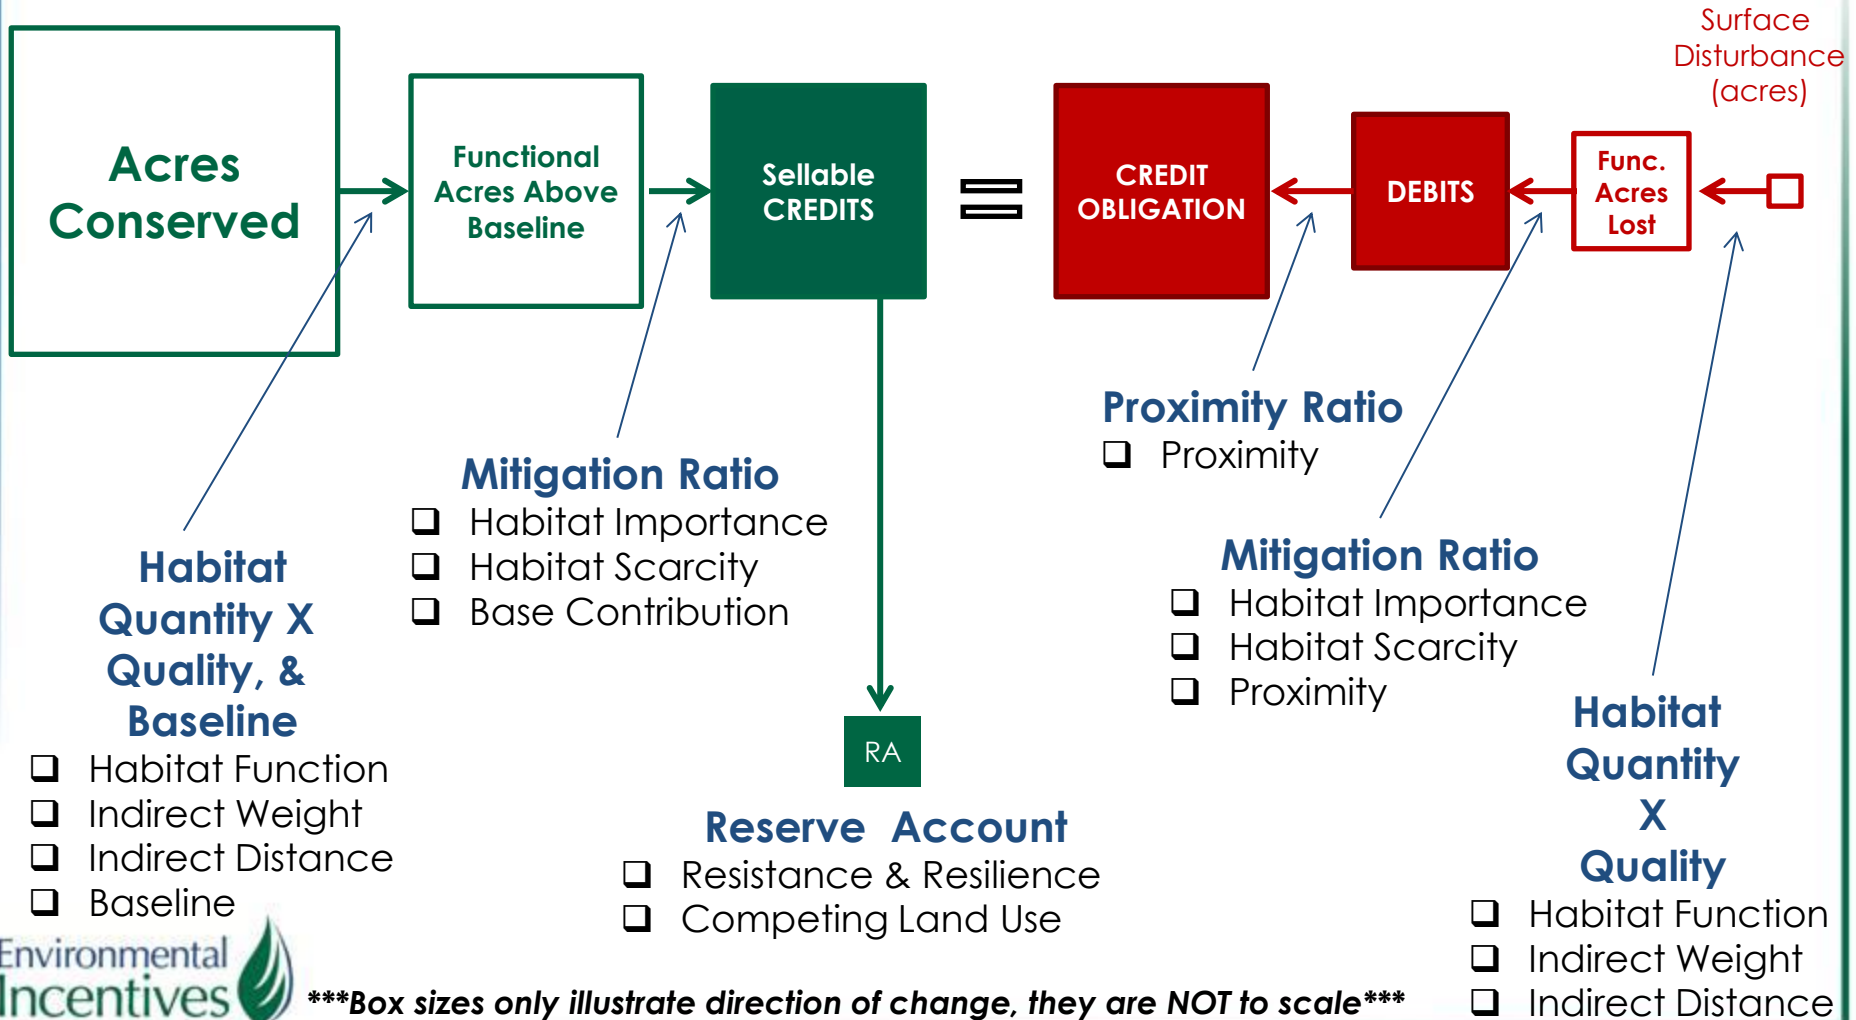 Surface
Disturbance
(acres)
Acres
Conserved
Functional
Acres Above
Baseline
Sellable
CREDITS
CREDIT
OBLIGATION
DEBITS
Func.
Acres
Lost
Proximity Ratio
Proximity
Mitigation Ratio
Habitat Importance
Habitat Scarcity
Base Contribution
Mitigation Ratio
Habitat Importance
Habitat Scarcity
Proximity
Habitat
Quantity X
Quality, &
Baseline
Habitat Function
Indirect Weight
Indirect Distance
Baseline
RA
Reserve Account
Resistance & Resilience
Competing Land Use
Habitat
Quantity
X
Quality
Habitat Function
Indirect Weight
Indirect Distance
Environmental
Incentives
***Box sizes only illustrate direction of change, they are NOT to scale***